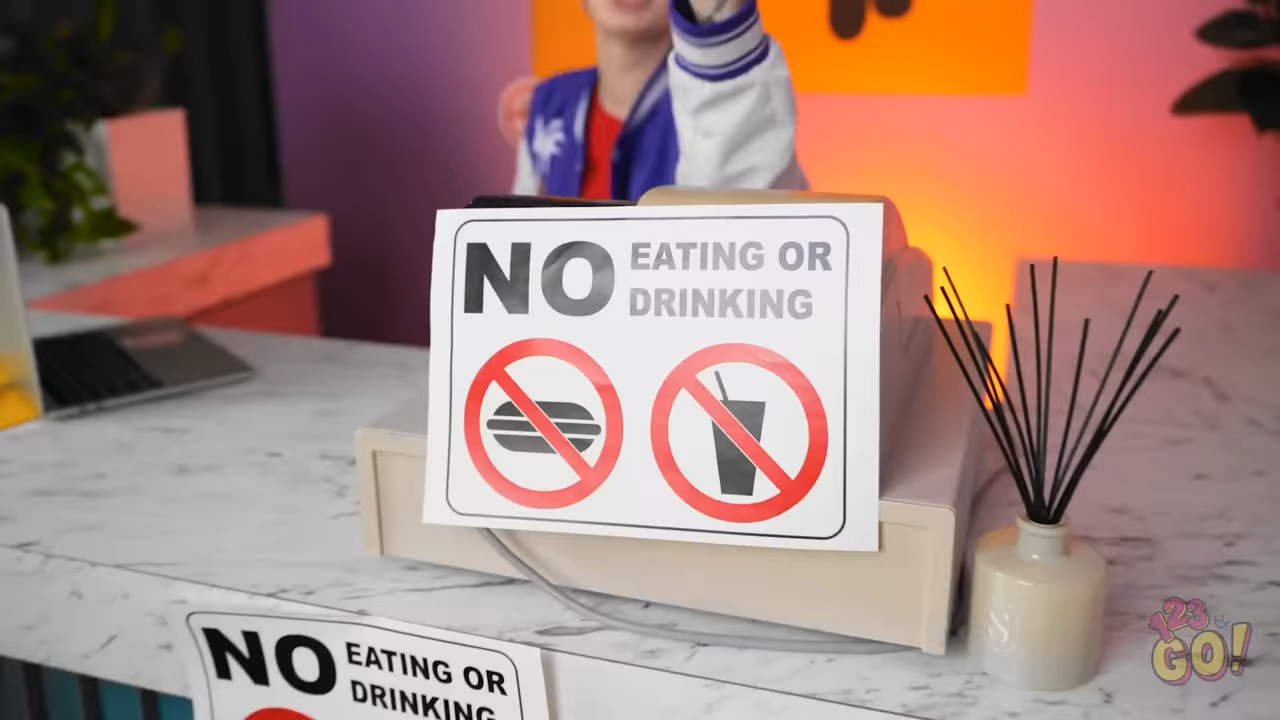 NO EATING OR
DRINKING
NO EATING OR
DRINKING
123
GO!